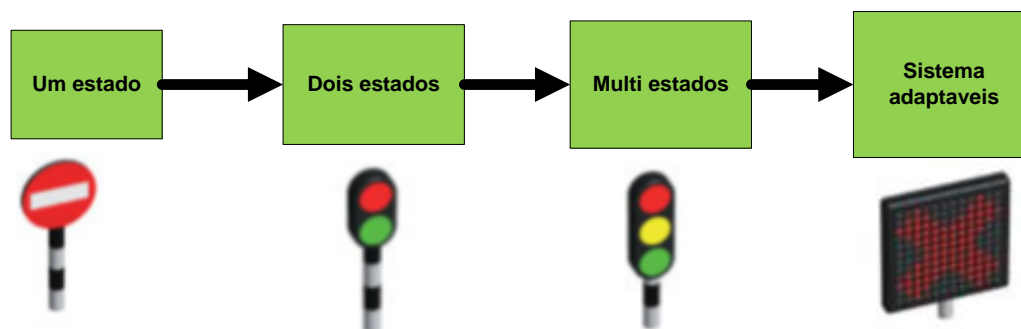 Um estado
Dois estados
Multi estados
Sistema
adaptaveis